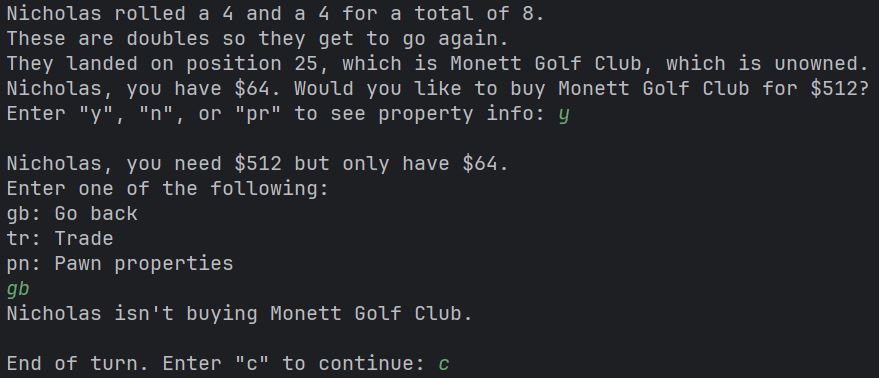 Nicholas rolled a 4 and a 4 for a total of 8.
These are doubles so they get to go again.
They landed on position 25, which is Monett Golf Club, which is unowned.
Nicholas, you have $64. Would you like to buy Monett Golf Club for $512?
Enter "y", "n", or "pr" to see property info: y
Nicholas, you need $512 but only have $64.
Enter one of the following:
gb: Go back
tr: Trade
pn: Pawn properties
gb
Nicholas isn't buying Monett Golf Club.
End of turn. Enter "c" to continue: c